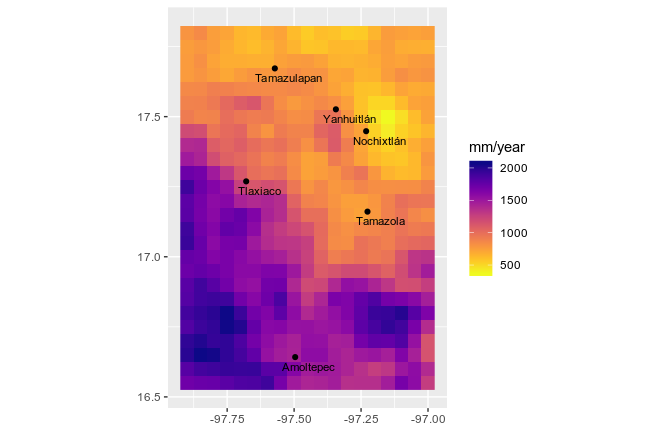 Tamazulapan
17.5
Yanhuitlán
Nochixtlán
Tlaxiaco
Tamazola
17.0
Amoltepec
16.5
-97.75
-97.50
-97.25
-97.00
mm/year
2000
1500
1000
500